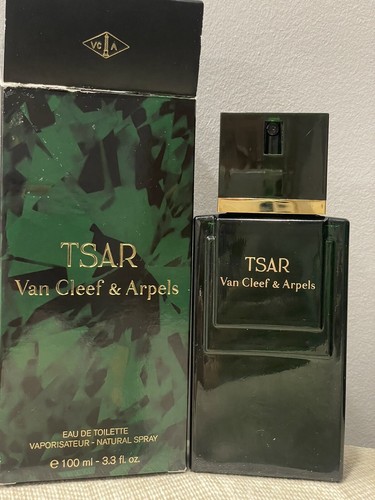 VC A
TSAR
Van Cleef & Arpels
EAU DE TOILETTE
VAPORISATEUR - NATURAL SPRAY
e 100 ml - 3.3 fl. oz.
TSAR
Van Cleef & Arpels